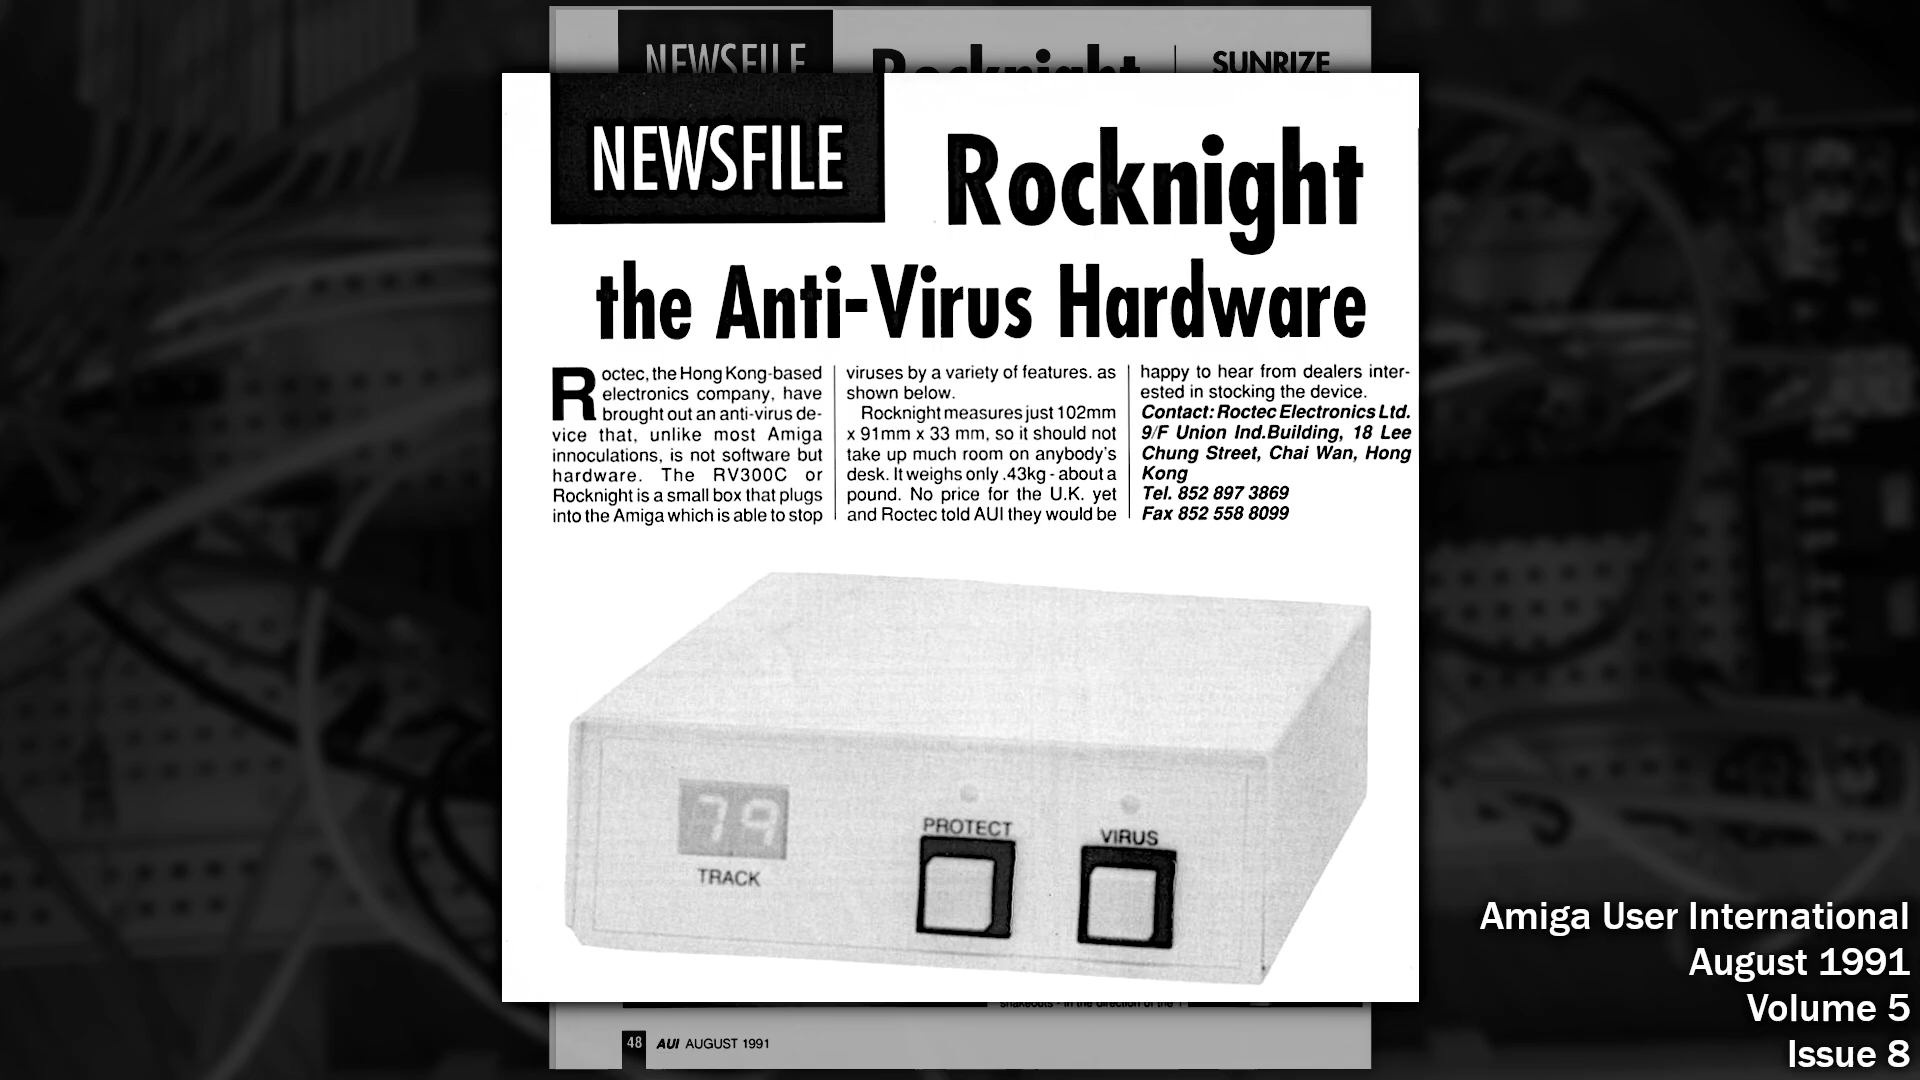 NEWSFILE
SUNRIZE
NEWSFILE
Rocknight
the Anti-Virus Hardware
Roctec, the Hong Kong-based
electronics company, have
brought out an anti-virus de-
vice that, unlike most Amiga
innoculations, is not software but
hardware. The RV300C or
Rocknight is a small box that plugs
into the Amiga which is able to stop
viruses by a variety of features. as
shown below.
Rocknight measures just 102mm
x 91mm x 33 mm, so it should not
take up much room on anybody's
desk. It weighs only .43kg - about a
pound. No price for the U.K. yet
and Roctec told AUI they would be
happy to hear from dealers inter-
ested in stocking the device.
Contact: Roctec Electronics Ltd.
9/F Union Ind.Building, 18 Lee
Chung Street, Chai Wan, Hong
Kong
Tel. 852 897 3869
Fax 852 558 8099
79
TRACK
PROTECT
VIRUS
48 AUI AUGUST 1991
Amiga User International
August 1991
Volume 5
Issue 8